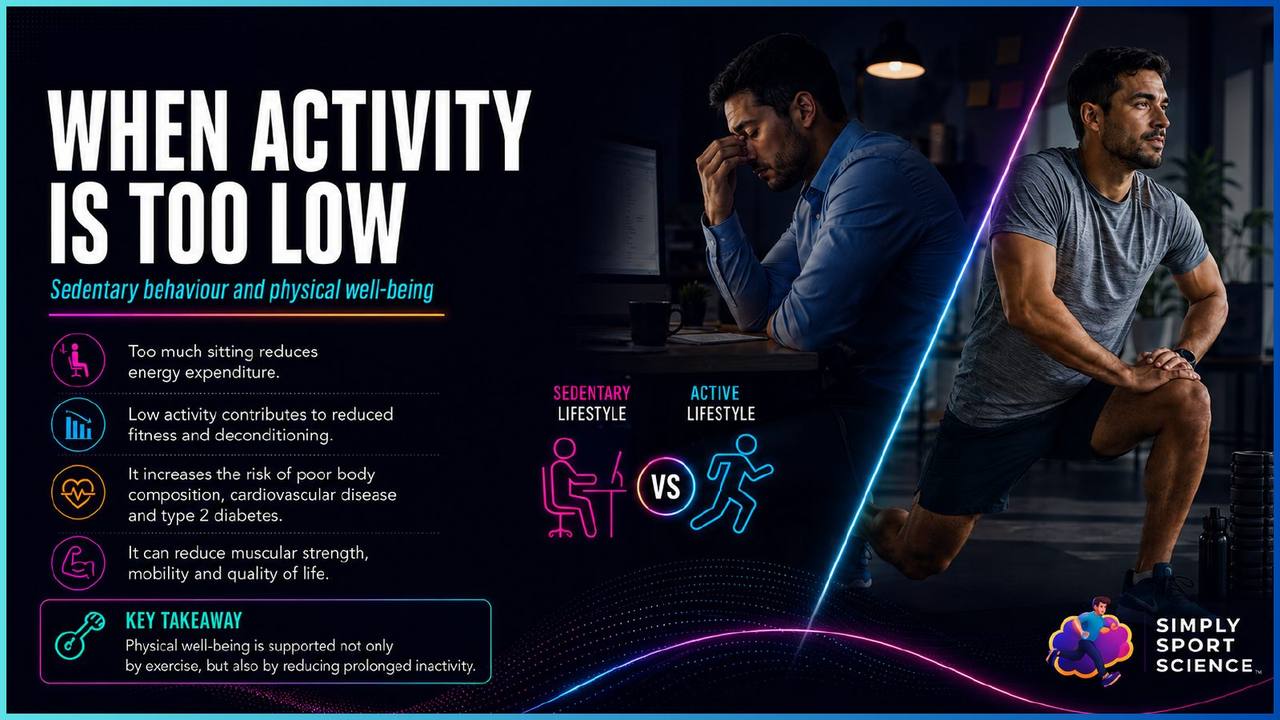 WHEN ACTIVITY
IS TOO LOW
Sedentary behaviour and physical well-being
Too much sitting reduces
energy expenditure.
Low activity contributes to reduced
fitness and deconditioning.
It increases the risk of poor body
composition, cardiovascular disease
and type 2 diabetes.
It can reduce muscular strength,
mobility and quality of life.
KEY TAKEAWAY
Physical well-being is supported not only
by exercise, but also by reducing prolonged inactivity.
SEDENTARY
LIFESTYLE
VS
ACTIVE
LIFESTYLE
SIMPLY
SPORT
SCIENCE™